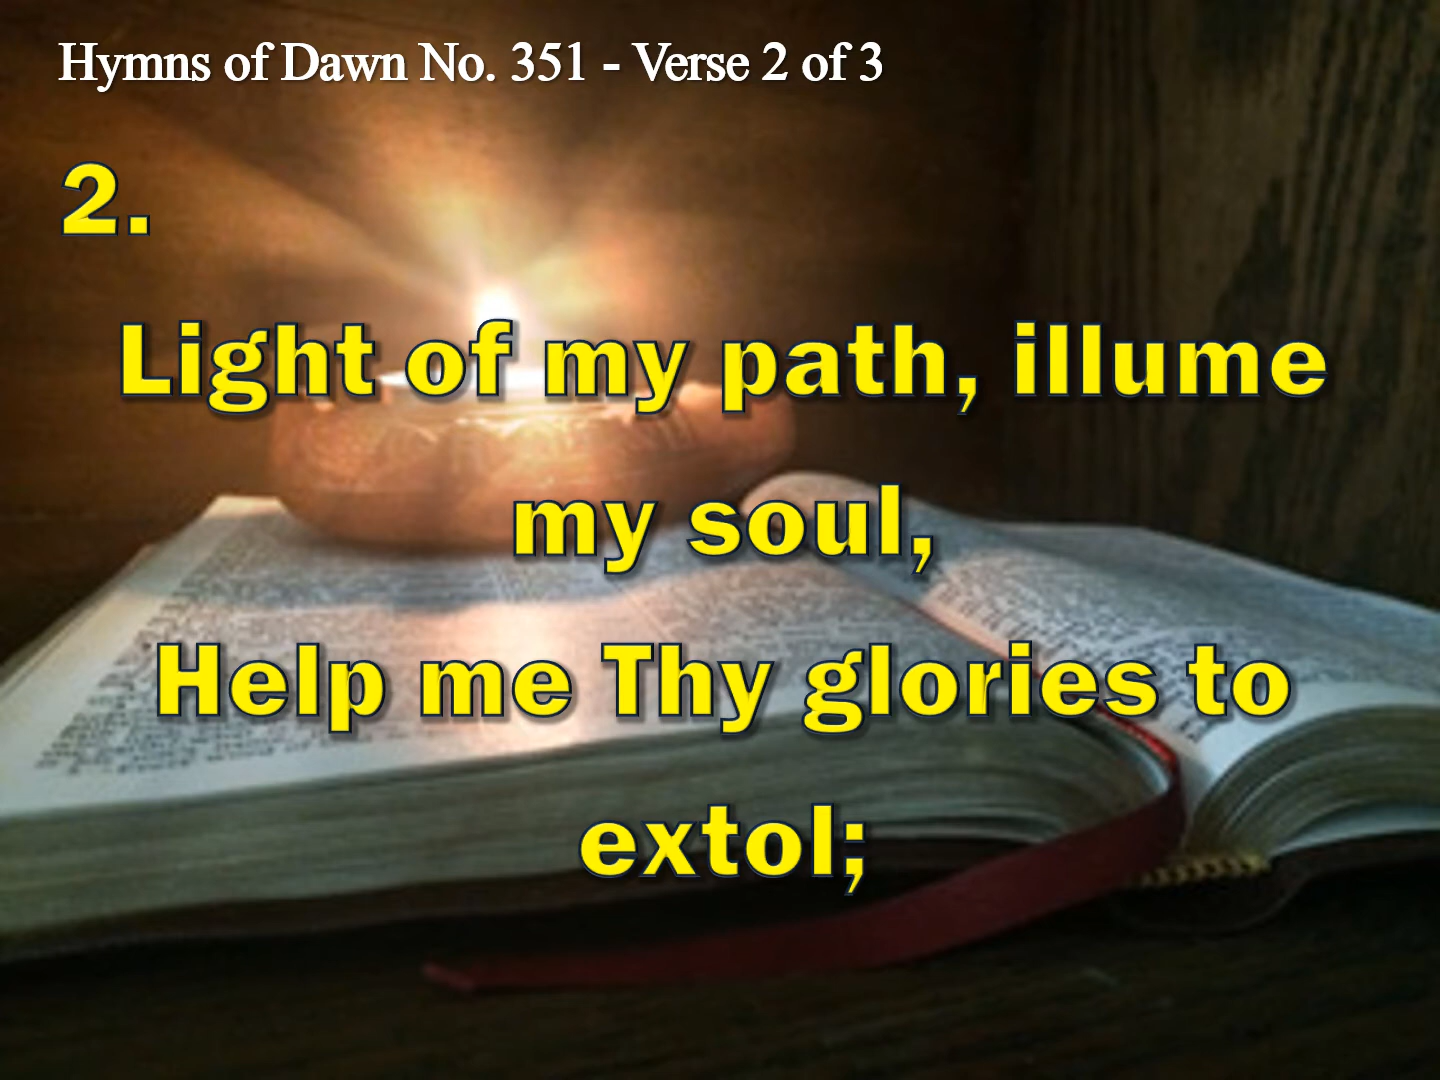 Hymns of Dawn No. 351 - Verse 2 of 3
2.
Light of my path, illume
my soul,
Help me Thy glories to
extol;